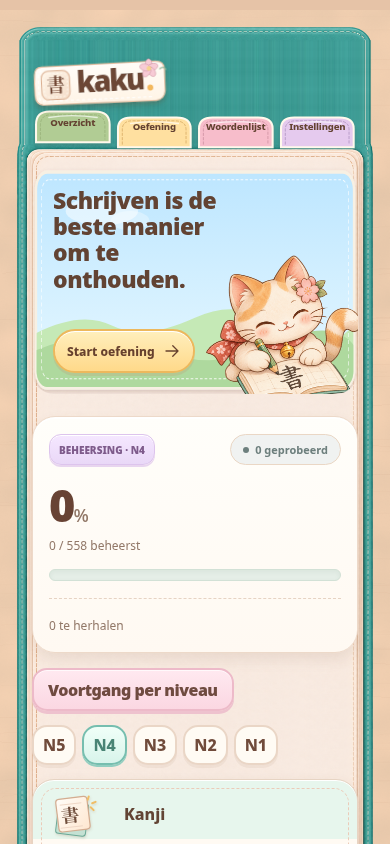 書 kaku.
Overzicht
Oefening
Woordenlijst
Instellingen
Schrijven is de
beste manier
om te
onthouden.
書
Start oefening →
BEHEERSING · N4
0 geprobeerd
0%
0 / 558 beheerst
0 te herhalen
Voortgang per niveau
N5 N4 N3 N2 N1
書 Kanji